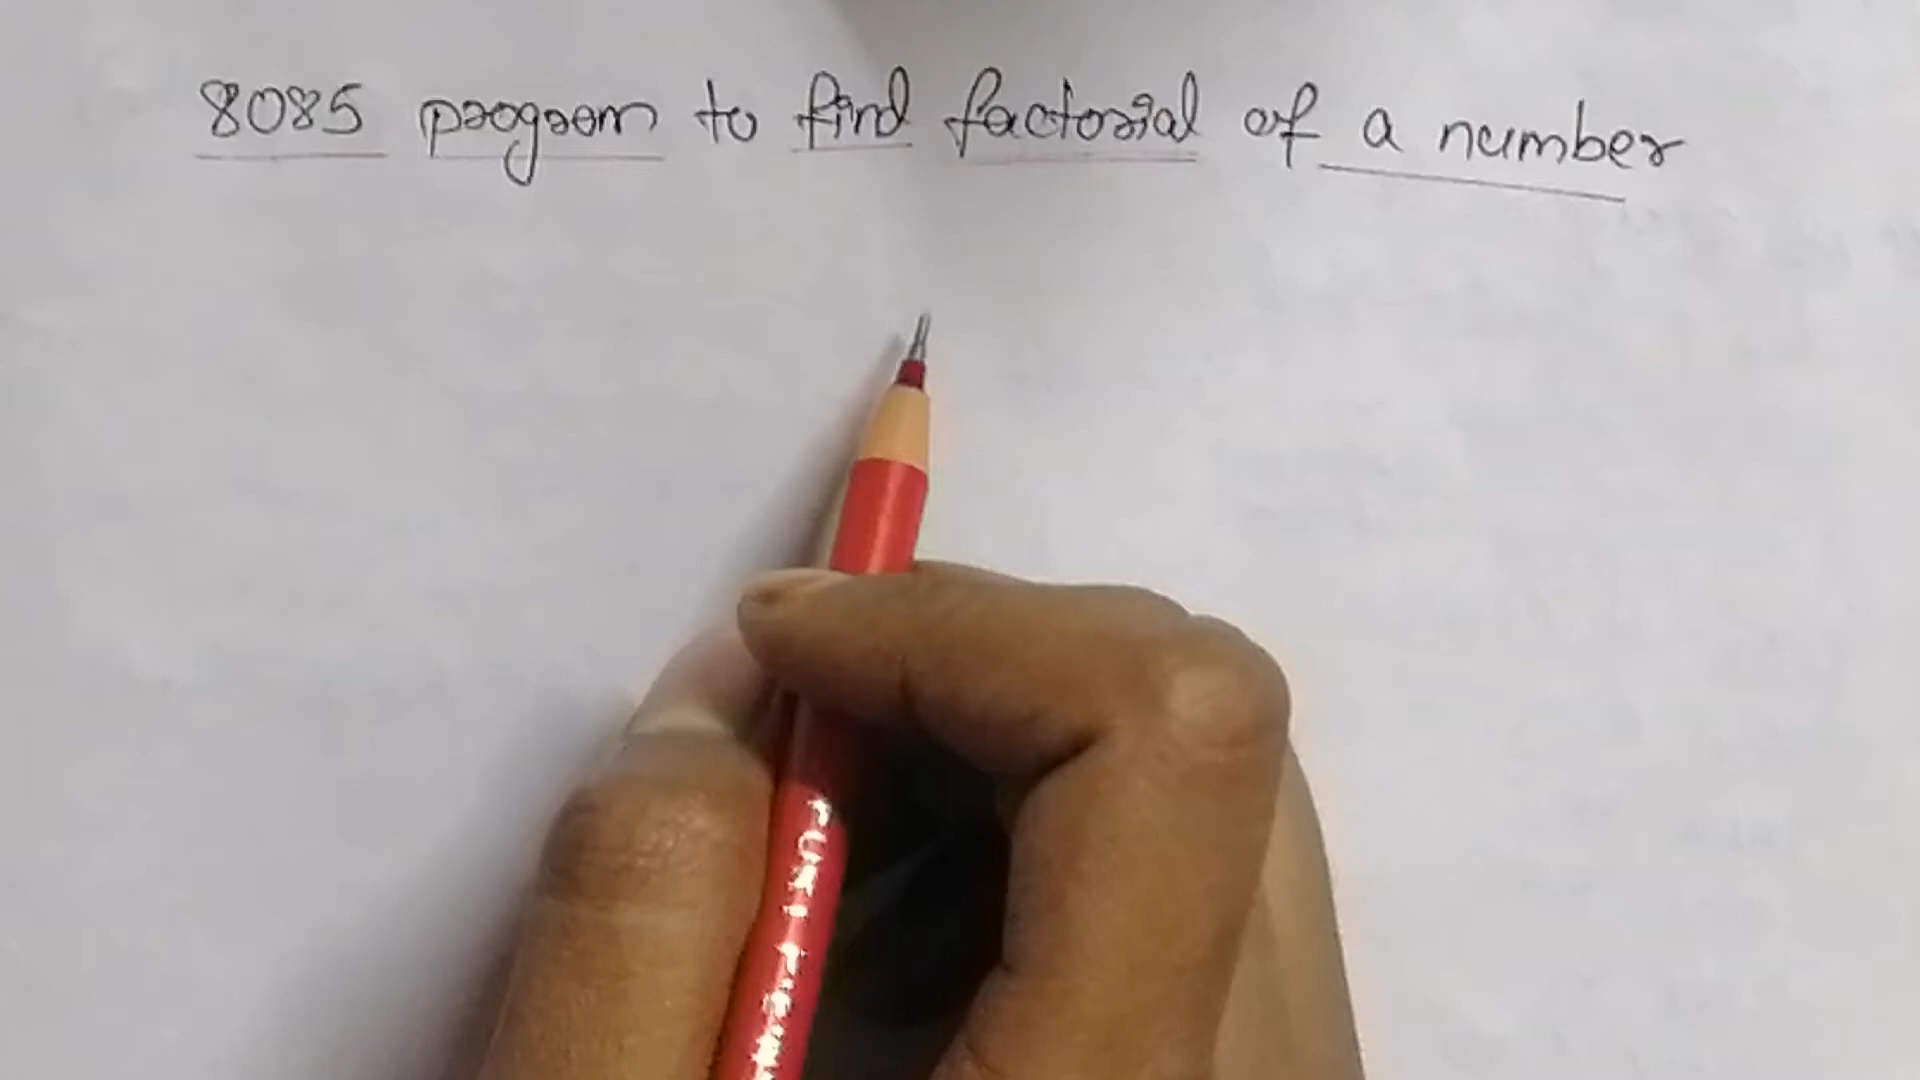 8085 program to find factorial of a number